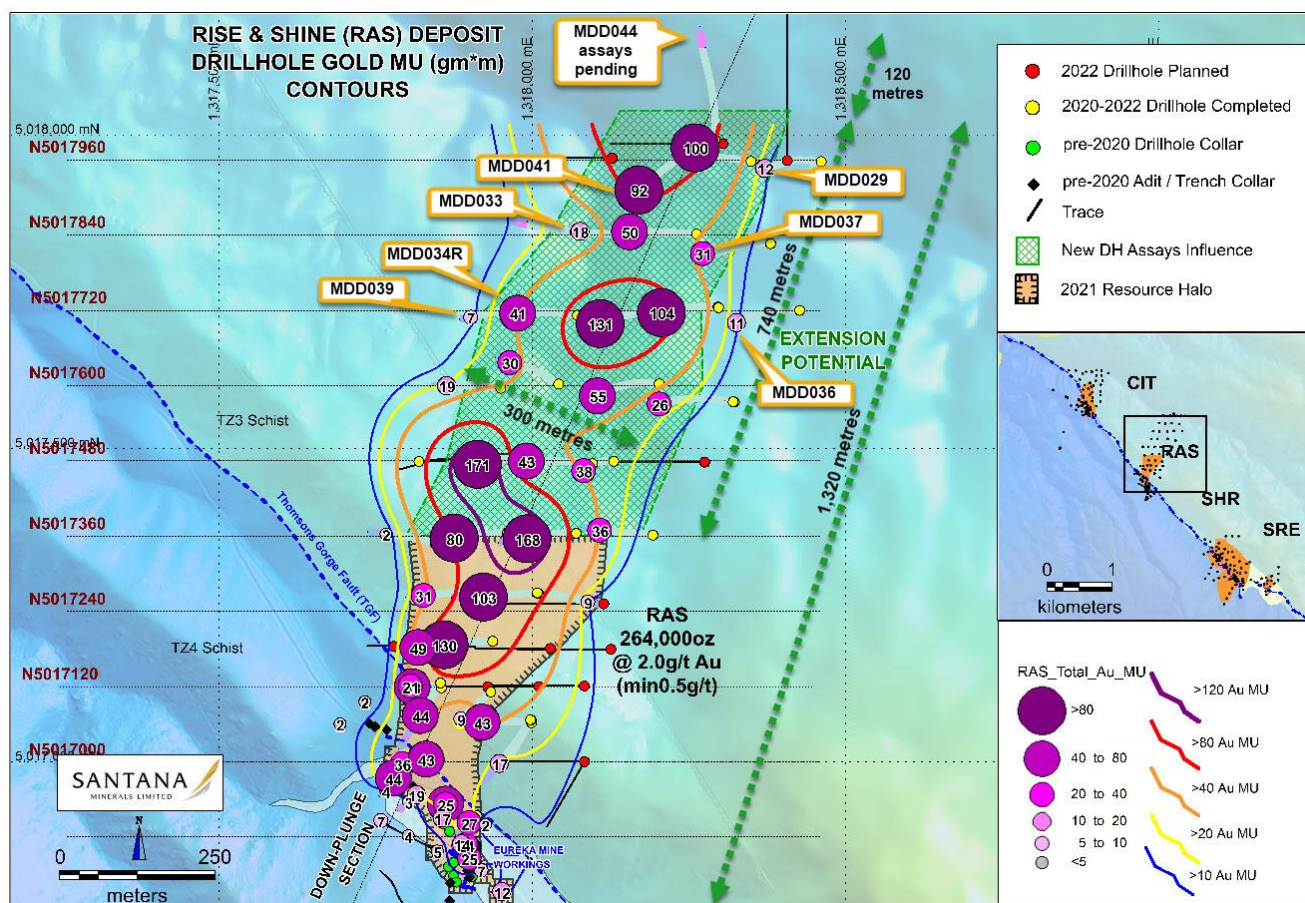 RISE & SHINE (RAS) DEPOSIT
DRILLHOLE GOLD MU (gm*m)
CONTOURS
MDD044
assays
pending
1,317,500 mE
1,318,000 mE
1,318,500 mE
120
metres
5,018,000 mN
N5017960
100
12
MDD041
92
MDD029
MDD033
N5017840
18
50
MDD037
31
MDD034R
MDD039
N5017720
7
41
131
104
11
740 metres
EXTENSION
POTENTIAL
30
N5017600
19
55
26
MDD036
300 metres
1,320 metres
TZ3 Schist
5,017,500 mN
N5017480
171
43
38
Thomsons Gorge Fault (TGF)
N5017360
2
80
168
36
31
103
9
N5017240
RAS
264,000oz
@ 2.0g/t Au
(min0.5g/t)
TZ4 Schist
49
130
N5017120
21
2
2
44
9
43
N5017000
36
43
17
44
4
19
3
25
17
27
2
7
4
14
5
25
7
12
EUREKA MINE
WORKINGS
DOWN-PLUNGE
SECTION
SANTANA
MINERALS LIMITED
N
0 250
meters
2022 Drillhole Planned
2020-2022 Drillhole Completed
pre-2020 Drillhole Collar
pre-2020 Adit / Trench Collar
Trace
New DH Assays Influence
2021 Resource Halo
CIT
RAS
SHR
SRE
0 1
kilometers
RAS_Total_Au_MU
>80
40 to 80
20 to 40
10 to 20
5 to 10
<5
>120 Au MU
>80 Au MU
>40 Au MU
>20 Au MU
>10 Au MU